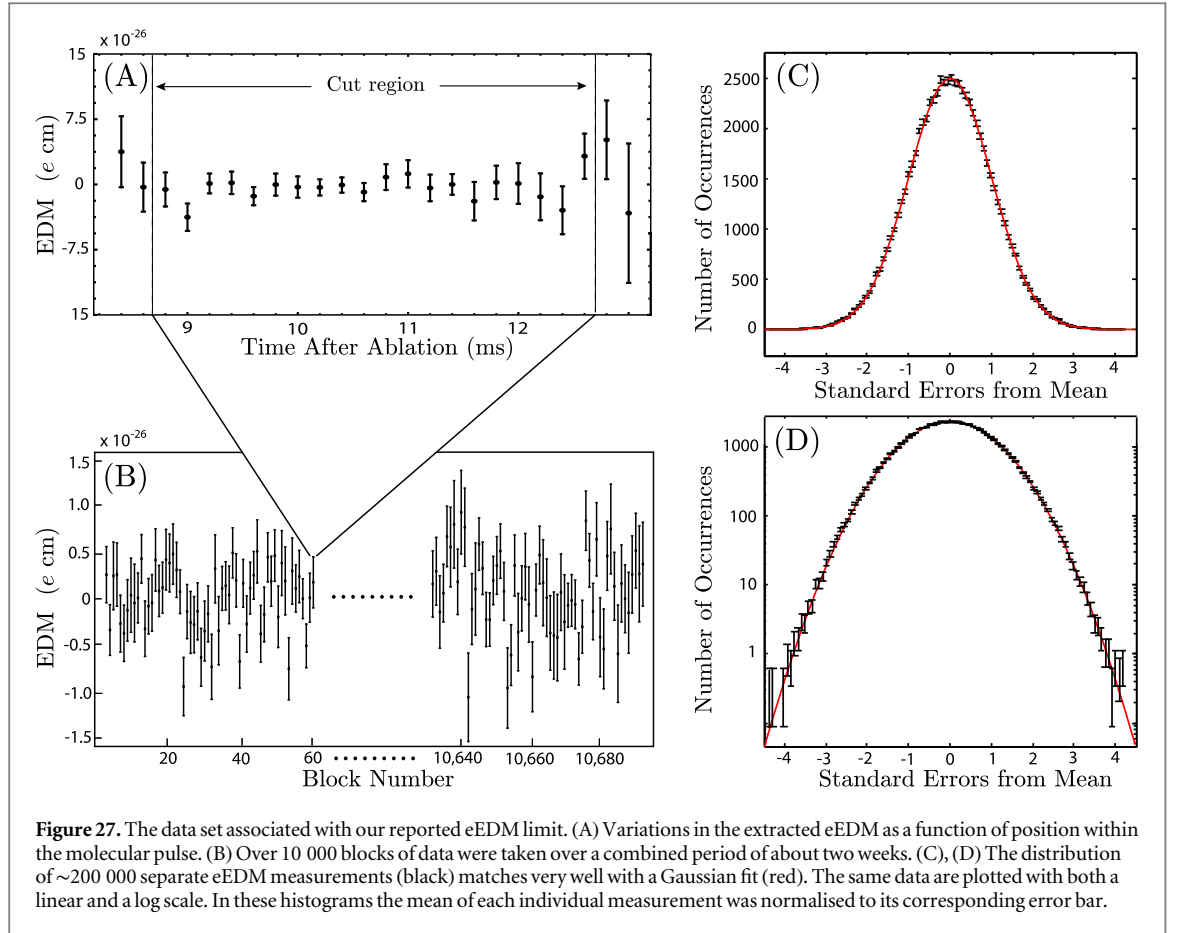 x 10⁻²⁶
15
(A)
Cut region
7.5
0
-7.5
15
EDM (e cm)
9 10 11 12
Time After Ablation (ms)
x 10⁻²⁶
1.5
(B)
1.0
0.5
0
-0.5
-1.0
-1.5
EDM (e cm)
20 40 60 10,640 10,660 10,680
Block Number
(C)
2500
2000
1500
1000
500
0
Number of Occurrences
-4 -3 -2 -1 0 1 2 3 4
Standard Errors from Mean
(D)
1000
100
10
1
Number of Occurrences
-4 -3 -2 -1 0 1 2 3 4
Standard Errors from Mean
Figure 27. The data set associated with our reported eEDM limit. (A) Variations in the extracted eEDM as a function of position within
the molecular pulse. (B) Over 10 000 blocks of data were taken over a combined period of about two weeks. (C), (D) The distribution
of ~200 000 separate eEDM measurements (black) matches very well with a Gaussian fit (red). The same data are plotted with both a
linear and a log scale. In these histograms the mean of each individual measurement was normalised to its corresponding error bar.